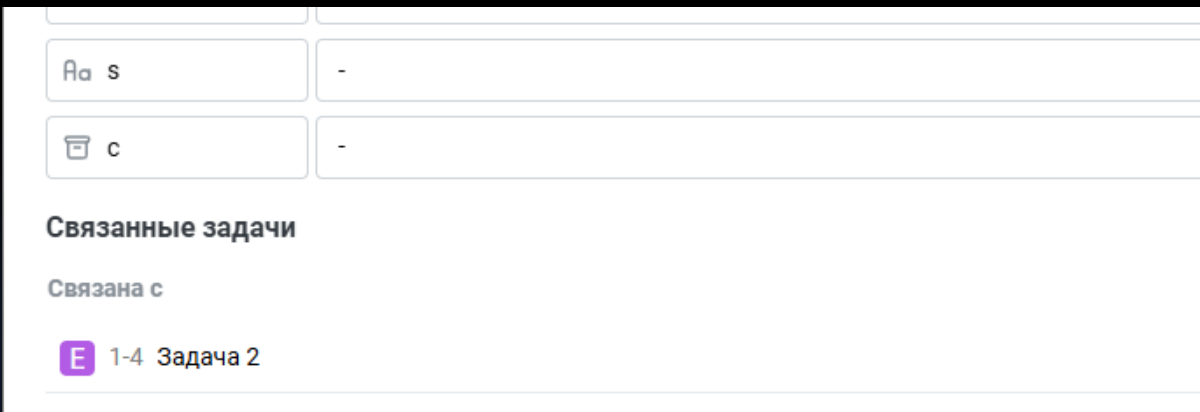 Aa s -
c -
Связанные задачи
Связана с
E 1-4 Задача 2